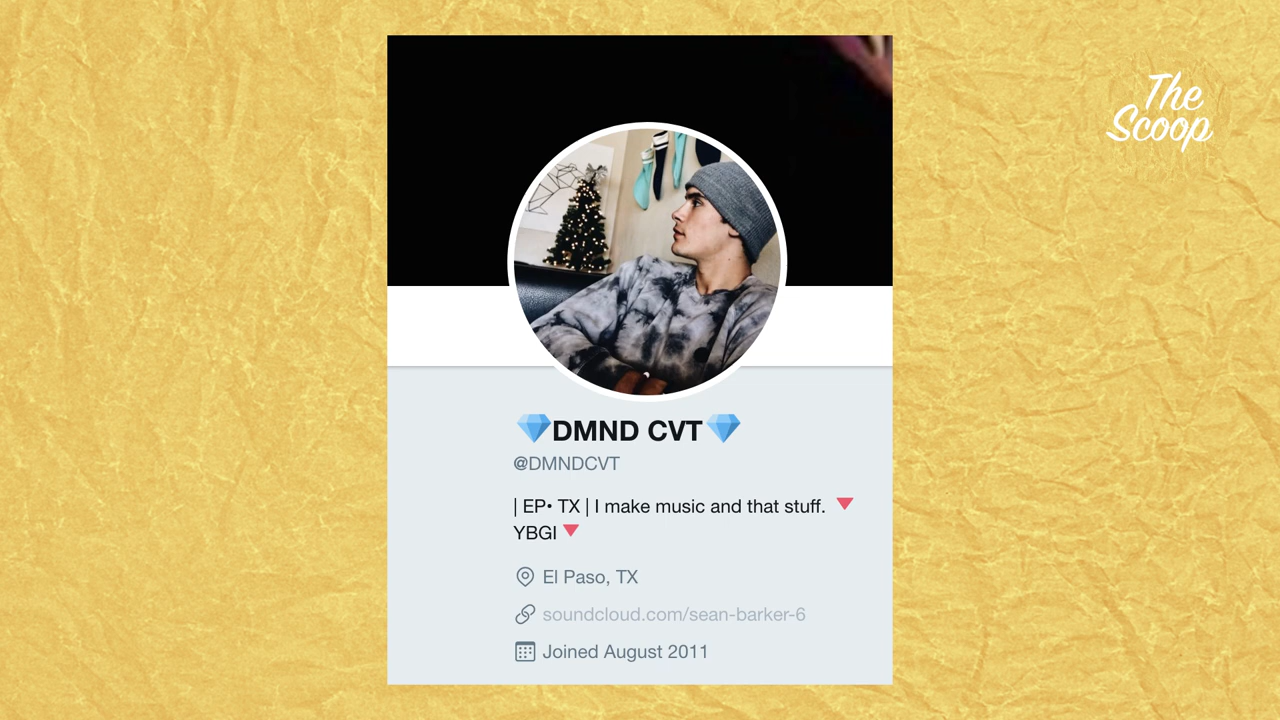 The
Scoop
💎DMND CVT💎
@DMNDCVT
| EP• TX | I make music and that stuff. 🔻
YBGI 🔻
El Paso, TX
soundcloud.com/sean-barker-6
Joined August 2011